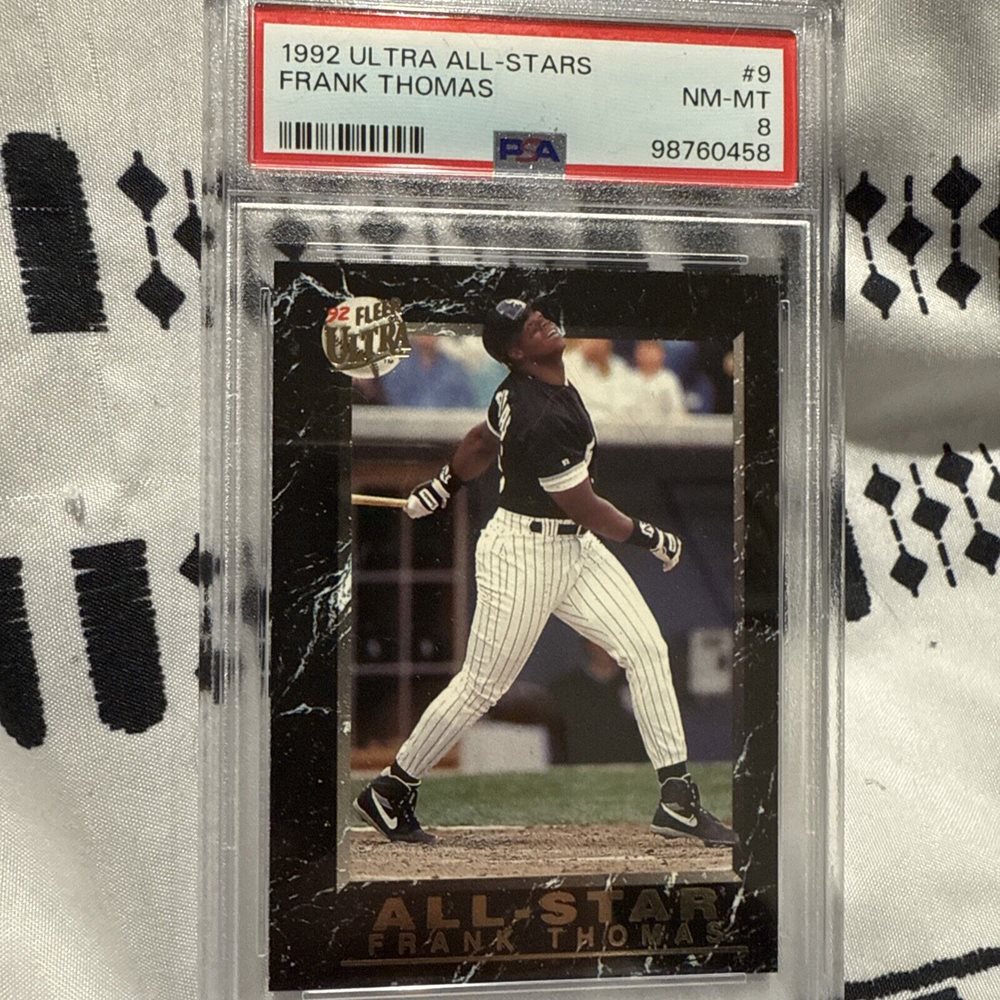 1992 ULTRA ALL-STARS
#9
FRANK THOMAS
NM-MT
8
PSA
98760458
92 FLEER
ULTRA
TM
ALL-STAR
FRANK THOMAS